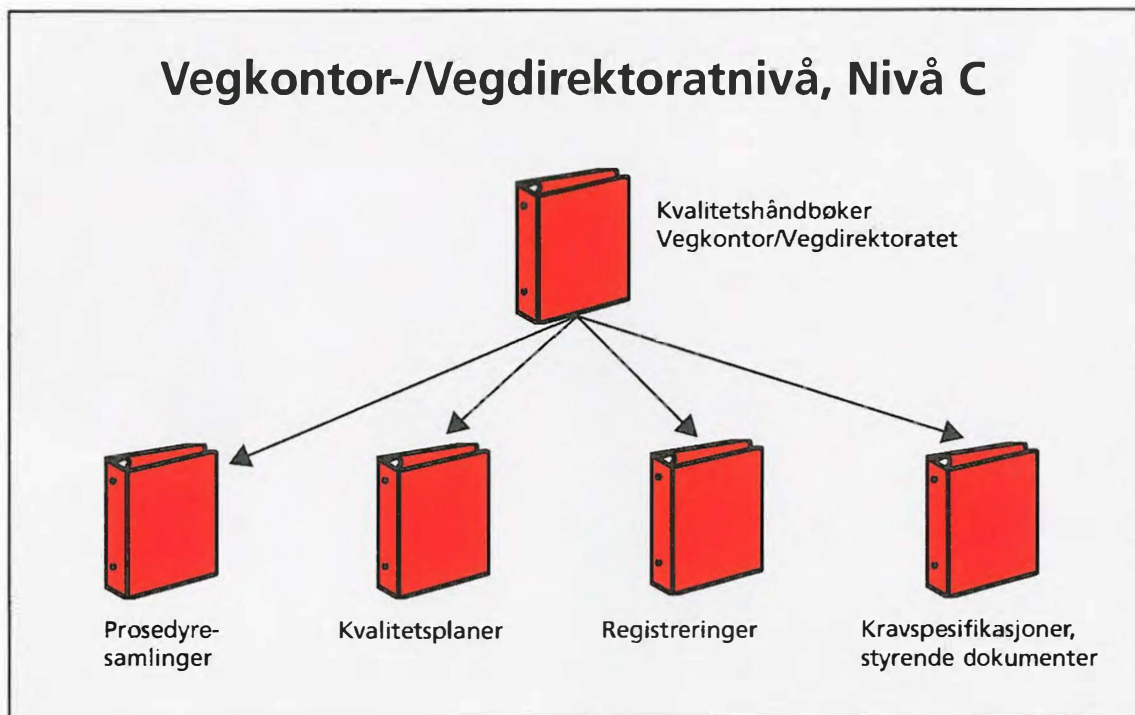 Vegkontor-/Vegdirektoratnivå, Nivå C
Kvalitetshåndbøker
Vegkontor/Vegdirektoratet
Prosedyre-
samlinger
Kvalitetsplaner
Registreringer
Kravspesifikasjoner,
styrende dokumenter